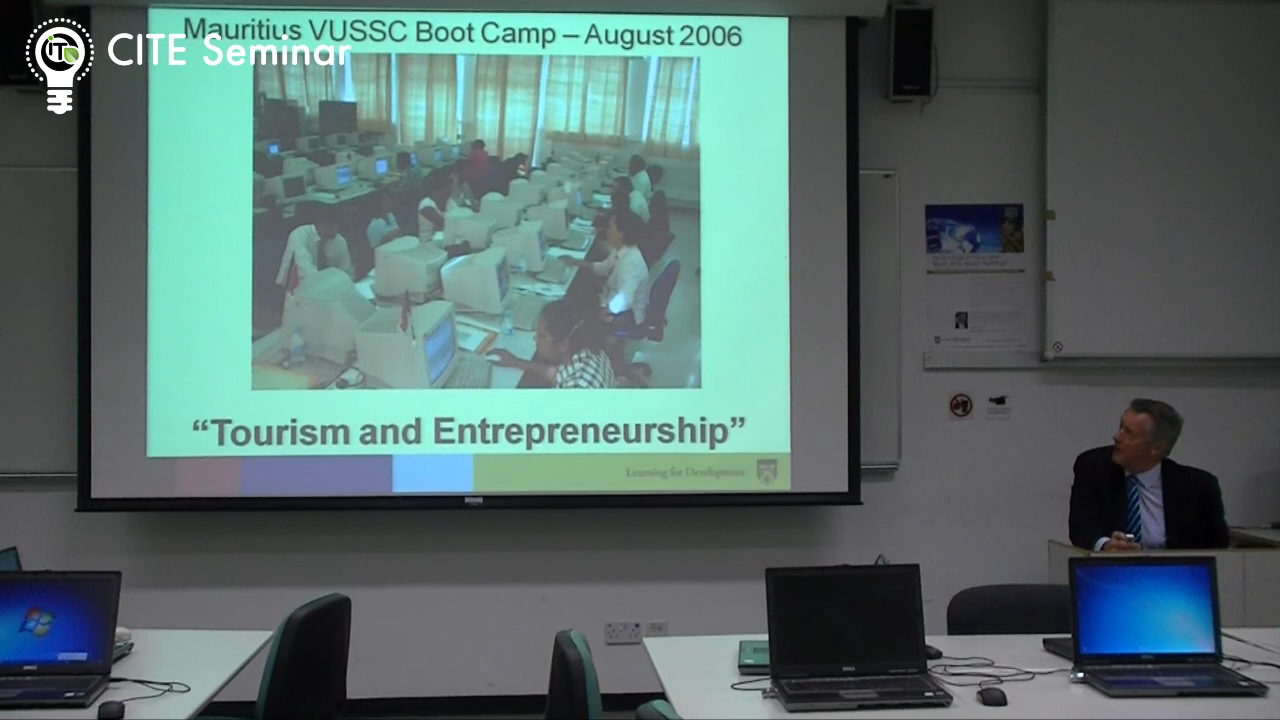 Mauritius VUSSC Boot Camp – August 2006
CITE Seminar
“Tourism and Entrepreneurship”
Learning for Development